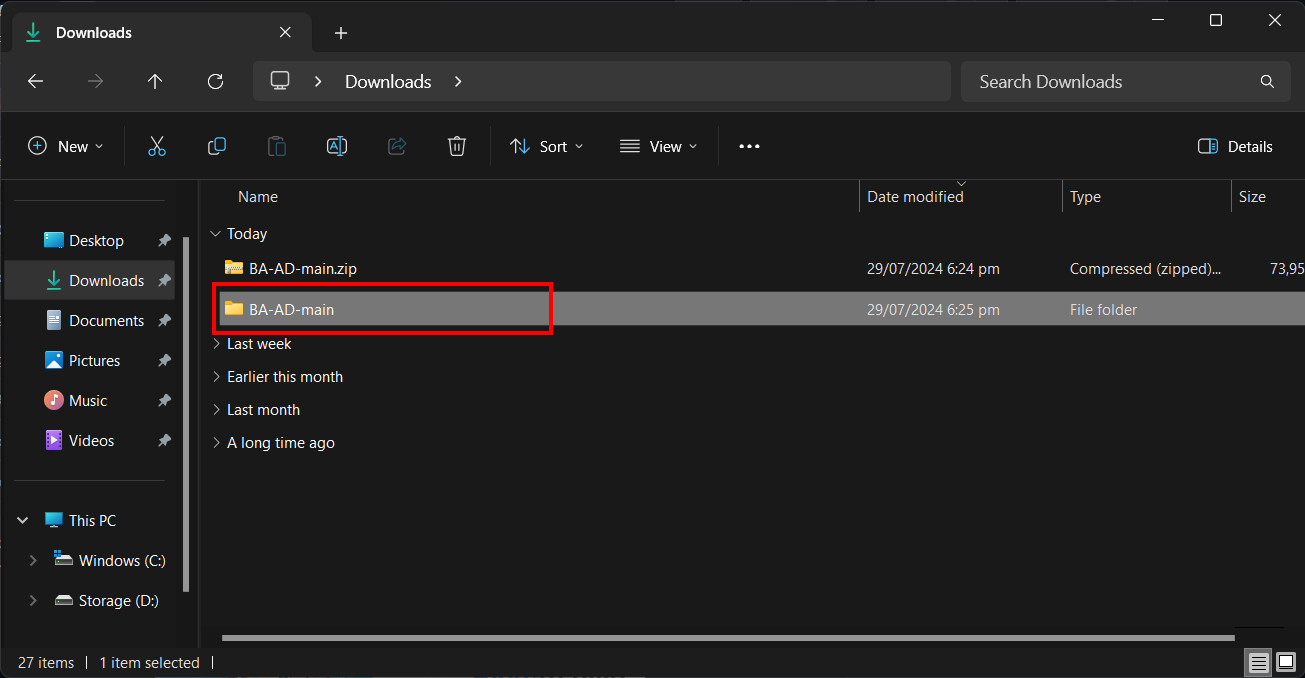 Downloads
Downloads
Search Downloads
New
Sort
View
Details
Name
Date modified
Type
Size
Desktop
Downloads
Documents
Pictures
Music
Videos
This PC
Windows (C:)
Storage (D:)
Today
BA-AD-main.zip 29/07/2024 6:24 pm Compressed (zipped)... 73,95
BA-AD-main 29/07/2024 6:25 pm File folder
Last week
Earlier this month
Last month
A long time ago
27 items
1 item selected